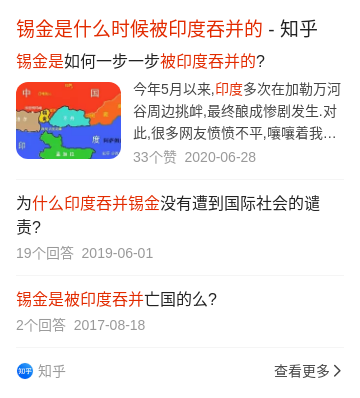 锡金是什么时候被印度吞并的 - 知乎
锡金是如何一步一步被印度吞并的?
中 国
印
度
今年5月以来,印度多次在加勒万河
谷周边挑衅,最终酿成惨剧发生.对
此,很多网友愤愤不平,嚷嚷着我…
33个赞 2020-06-28
为什么印度吞并锡金没有遭到国际社会的谴
责?
19个回答 2019-06-01
锡金是被印度吞并亡国的么?
2个回答 2017-08-18
知乎 知乎
查看更多